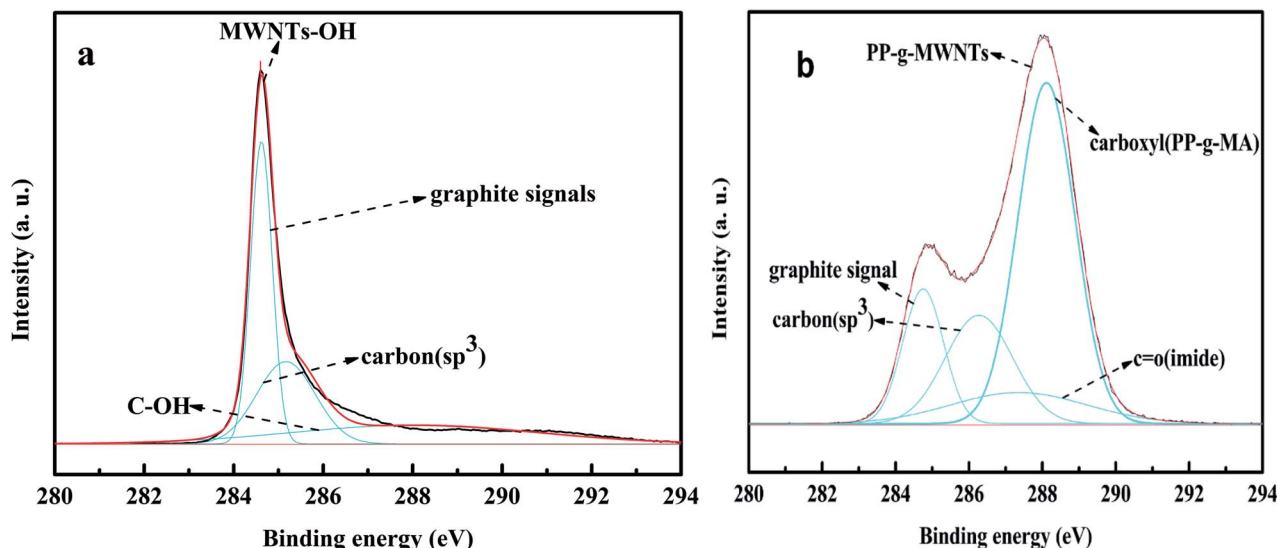 a
MWNTs-OH
graphite signals
carbon(sp³)
C-OH
Intensity (a. u.)
280 282 284 286 288 290 292 294
Binding energy (eV)
b
PP-g-MWNTs
carboxyl(PP-g-MA)
graphite signal
carbon(sp³)
c=o(imide)
Intensity (a. u.)
280 282 284 286 288 290 292 294
Binding energy (eV)